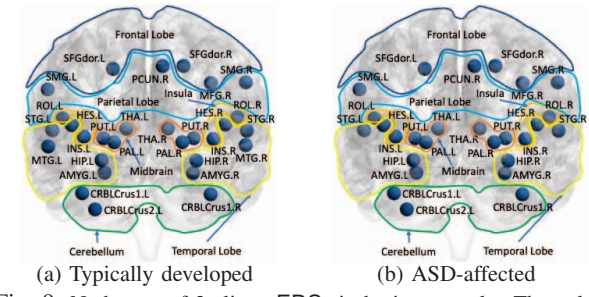 Frontal Lobe
SFGdor.L
SFGdor.R
SMG.L
PCUN.R
SMG.R
MFG.R
Insula
ROL.L
Parietal Lobe
ROL.R
STG.L
HES.L
THA.L
HES.R
STG.R
PUT.L
PUT.R
THA.R
INS.L
PAL.L
PAL.R
INS.R
MTG.L
MTG.R
HIP.L
HIP.R
Midbrain
AMYG.L
AMYG.R
CRBLCrus1.L
CRBLCrus1.R
CRBLCrus2.L
Cerebellum
Temporal Lobe
(a) Typically developed
Frontal Lobe
SFGdor.L
SFGdor.R
SMG.L
PCUN.R
SMG.R
MFG.R
Insula
ROL.L
Parietal Lobe
ROL.R
STG.L
HES.L
THA.L
HES.R
STG.R
PUT.L
PUT.R
THA.R
INS.L
PAL.L
PAL.R
INS.R
MTG.L
MTG.R
HIP.L
HIP.R
Midbrain
AMYG.L
AMYG.R
CRBLCrus1.L
CRBLCrus1.R
CRBLCrus2.L
Cerebellum
Temporal Lobe
(b) ASD-affected